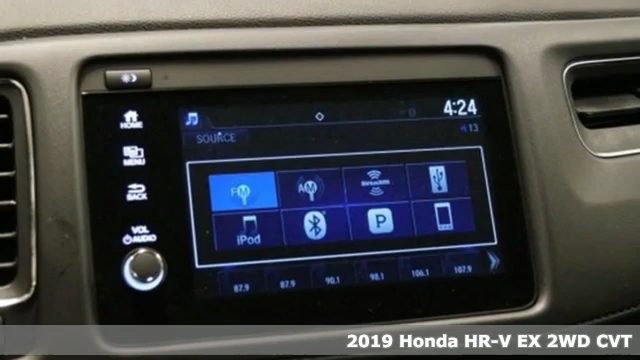 4:24
HOME
13
SOURCE
MENU
FM
AM
SiriusXM
BACK
VOL
AUDIO
iPod
P
87.9 87.9 90.1 98.1 106.1 107.9
2019 Honda HR-V EX 2WD CVT